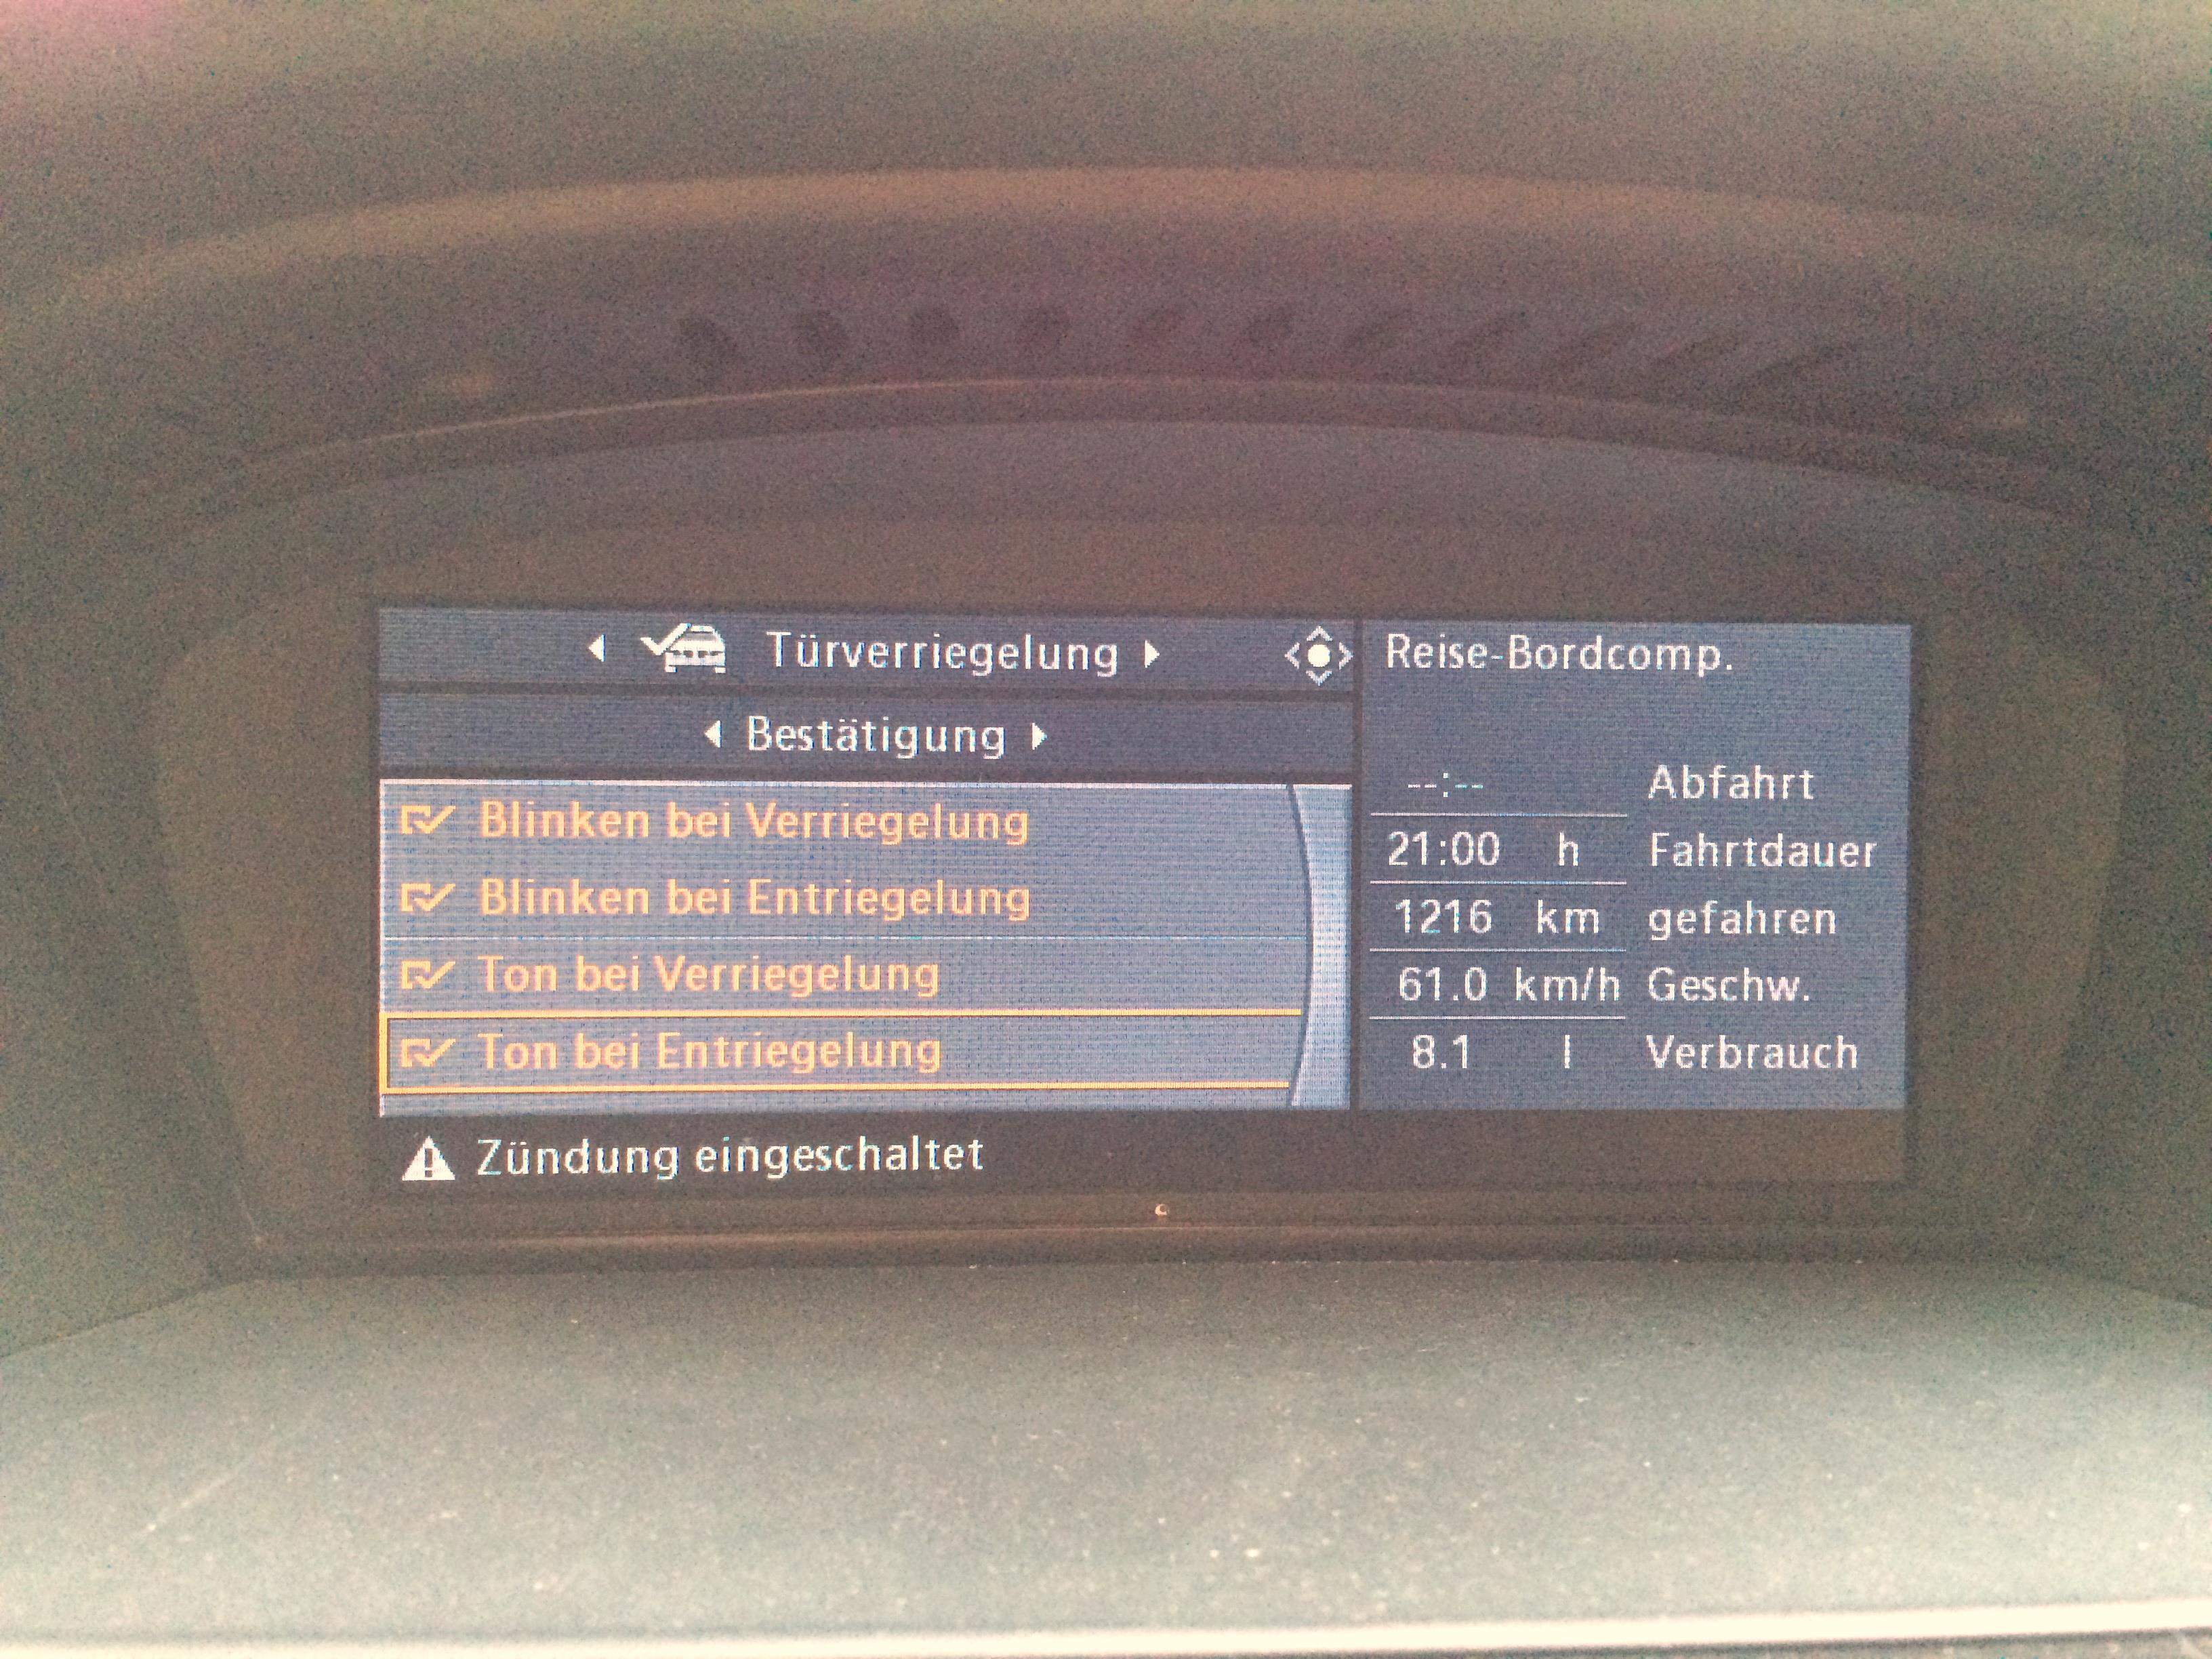 Türverriegelung
Bestätigung
Blinken bei Verriegelung
Blinken bei Entriegelung
Ton bei Verriegelung
Ton bei Entriegelung
Zündung eingeschaltet
Reise-Bordcomp.
--:-- Abfahrt
21:00 h Fahrtdauer
1216 km gefahren
61.0 km/h Geschw.
8.1 l Verbrauch